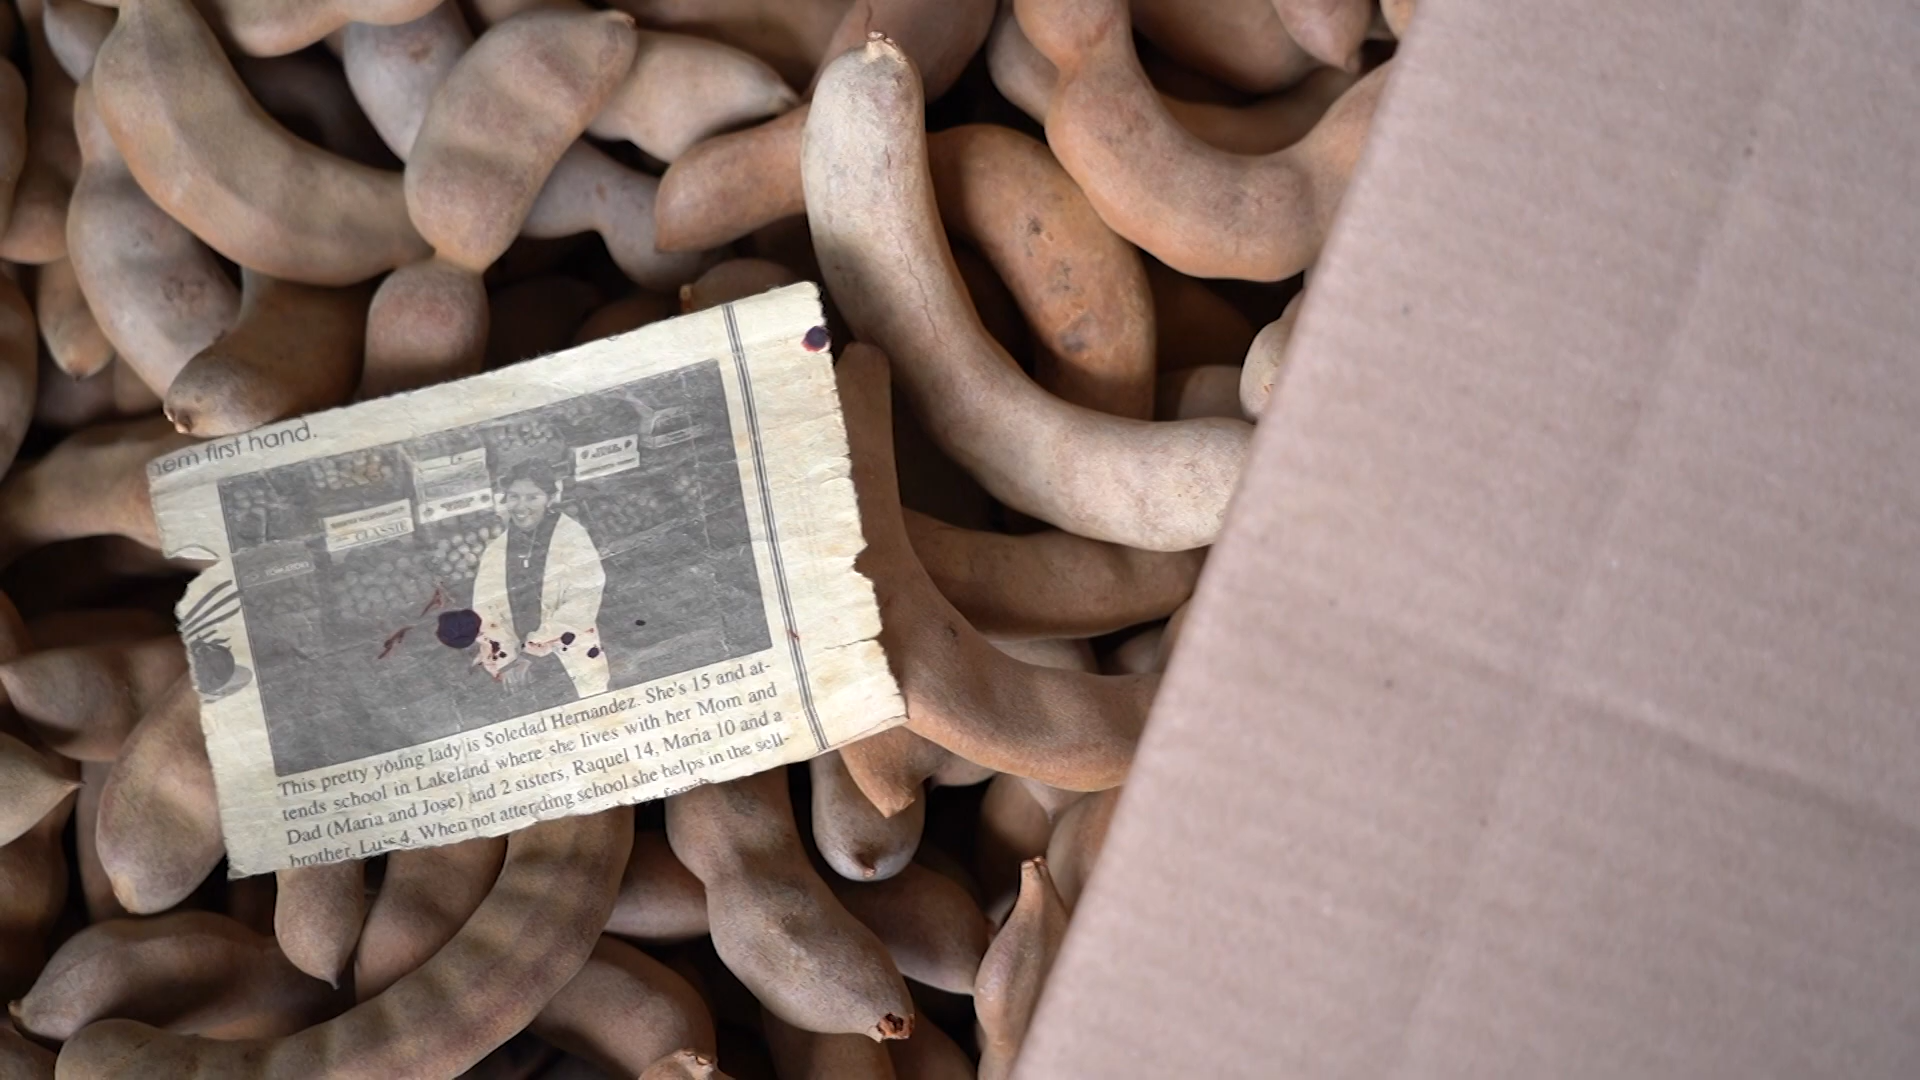 hem first hand.
CLASSIE
TOMATOES
This pretty young lady is Soledad Hernandez. She's 15 and at-
tends school in Lakeland where she lives with her Mom and
Dad (Maria and Jose) and 2 sisters, Raquel 14, Maria 10 and a
brother, Luis 4. When not attending school she helps in the sell-